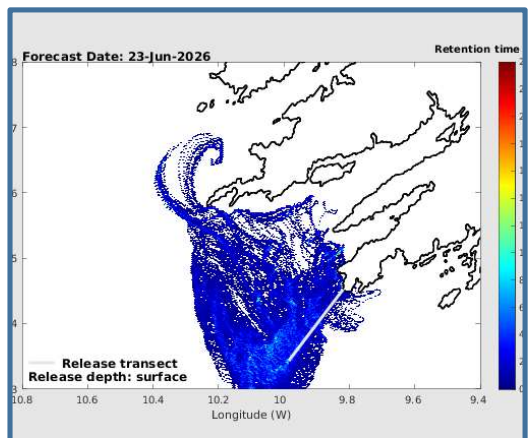 Forecast Date: 23-Jun-2026
Retention time
8
7
6
5
4
3
Release transect
Release depth: surface
10.8 10.6 10.4 10.2 10 9.8 9.6 9.4
Longitude (W)